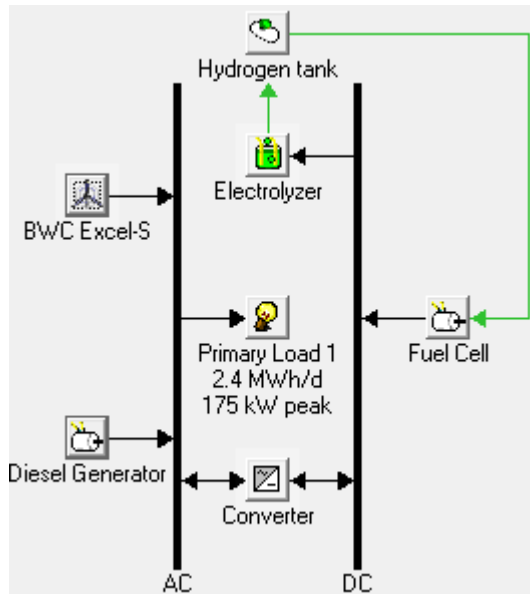 Hydrogen tank
Electrolyzer
BWC Excel-S
Primary Load 1
2.4 MWh/d
175 kW peak
Fuel Cell
Diesel Generator
Converter
AC
DC